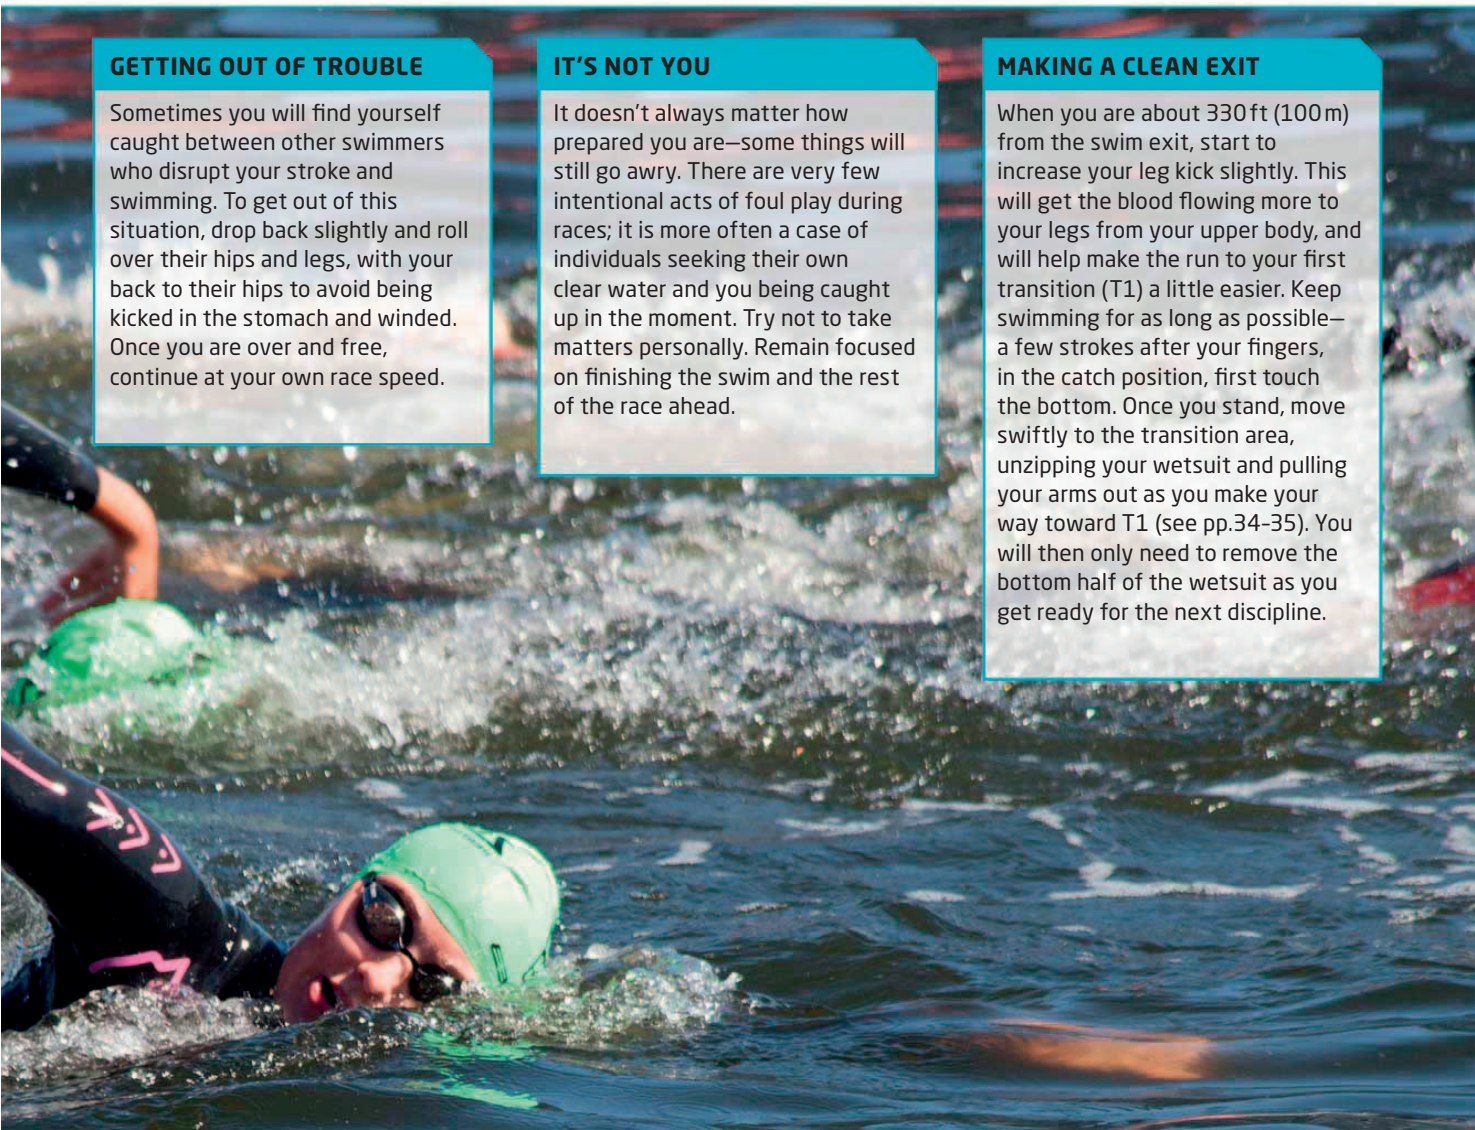 GETTING OUT OF TROUBLE
Sometimes you will find yourself
caught between other swimmers
who disrupt your stroke and
swimming. To get out of this
situation, drop back slightly and roll
over their hips and legs, with your
back to their hips to avoid being
kicked in the stomach and winded.
Once you are over and free,
continue at your own race speed.
IT'S NOT YOU
It doesn't always matter how
prepared you are—some things will
still go awry. There are very few
intentional acts of foul play during
races; it is more often a case of
individuals seeking their own
clear water and you being caught
up in the moment. Try not to take
matters personally. Remain focused
on finishing the swim and the rest
of the race ahead.
MAKING A CLEAN EXIT
When you are about 330 ft (100 m)
from the swim exit, start to
increase your leg kick slightly. This
will get the blood flowing more to
your legs from your upper body, and
will help make the run to your first
transition (T1) a little easier. Keep
swimming for as long as possible—
a few strokes after your fingers,
in the catch position, first touch
the bottom. Once you stand, move
swiftly to the transition area,
unzipping your wetsuit and pulling
your arms out as you make your
way toward T1 (see pp.34–35). You
will then only need to remove the
bottom half of the wetsuit as you
get ready for the next discipline.